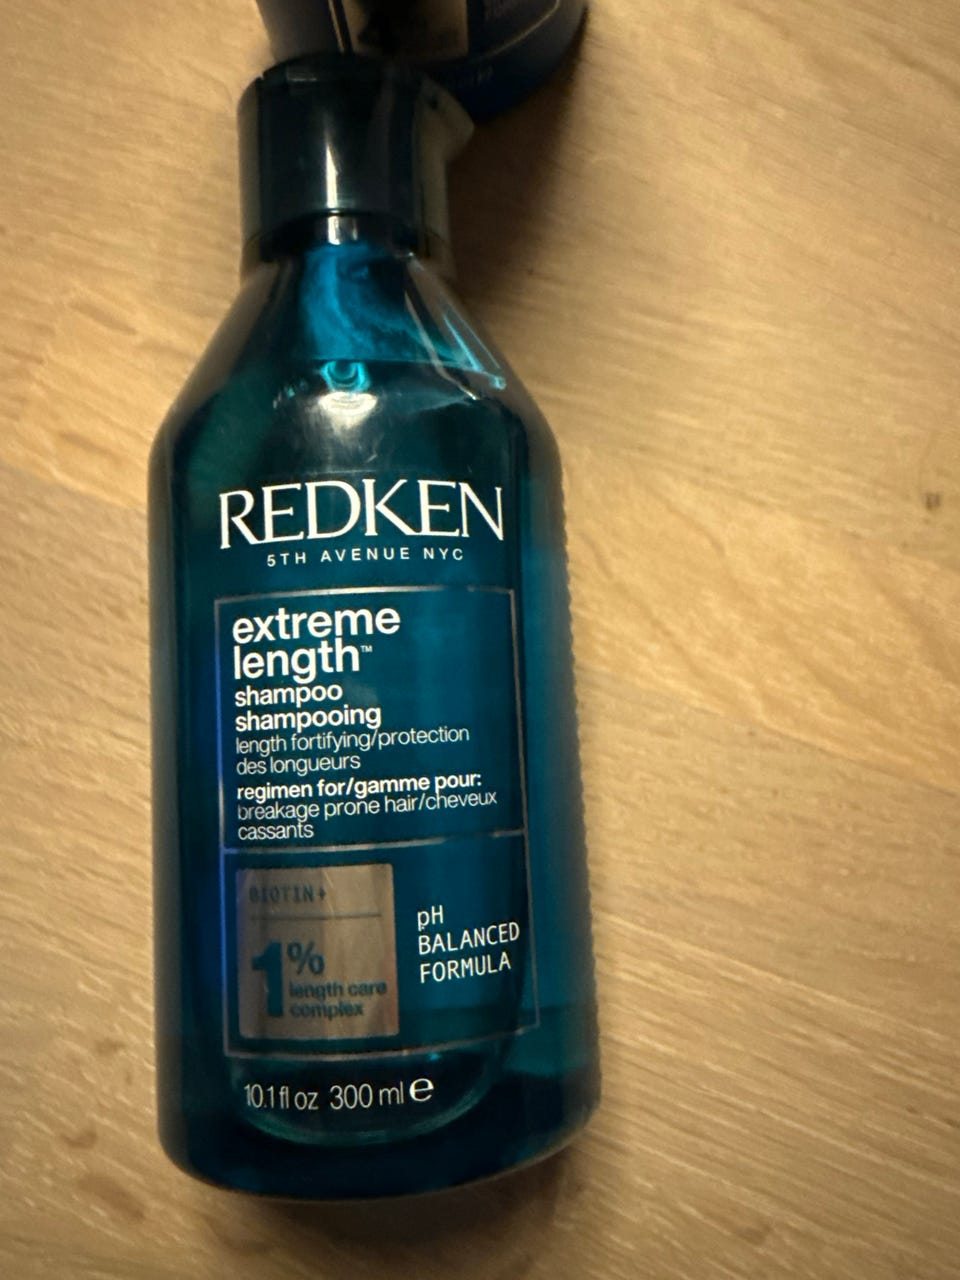 REDKEN
5TH AVENUE NYC
extreme
length™
shampoo
shampooing
length fortifying/protection
des longueurs
regimen for/gamme pour:
breakage prone hair/cheveux
cassants
BIOTIN+
1%
length care
complex
pH
BALANCED
FORMULA
10.1 fl oz 300 ml e